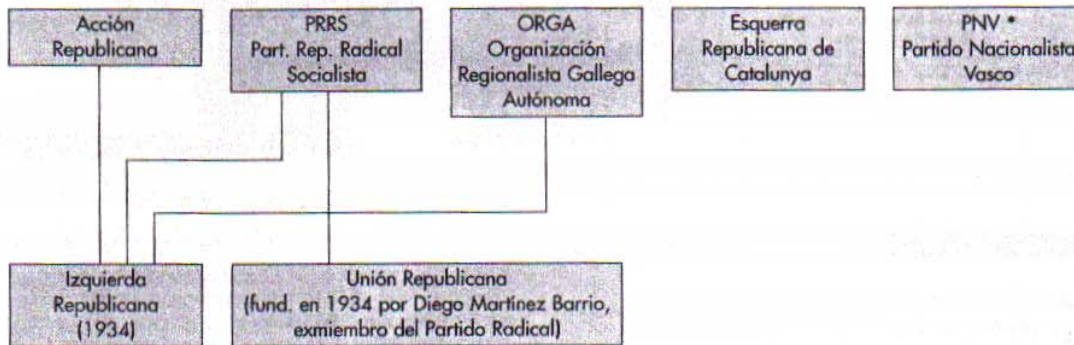 Acción
Republicana
PRRS
Part. Rep. Radical
Socialista
ORGA
Organización
Regionalista Gallega
Autónoma
Esquerra
Republicana de
Catalunya
PNV *
Partido Nacionalista
Vasco
Izquierda
Republicana
(1934)
Unión Republicana
(fund. en 1934 por Diego Martínez Barrio,
exmiembro del Partido Radical)